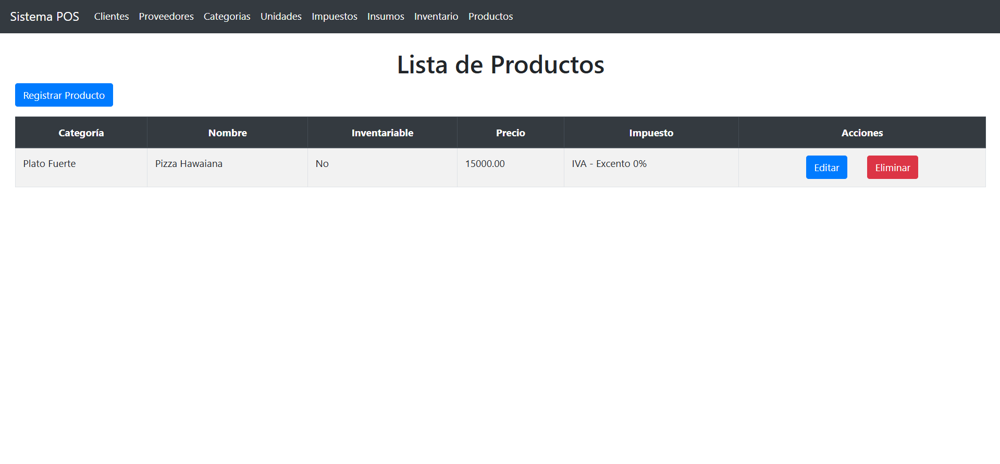 Sistema POS Clientes Proveedores Categorias Unidades Impuestos Insumos Inventario Productos
Lista de Productos
Registrar Producto
Categoría Nombre Inventariable Precio Impuesto Acciones
Plato Fuerte Pizza Hawaiana No 15000.00 IVA - Excento 0% Editar Eliminar